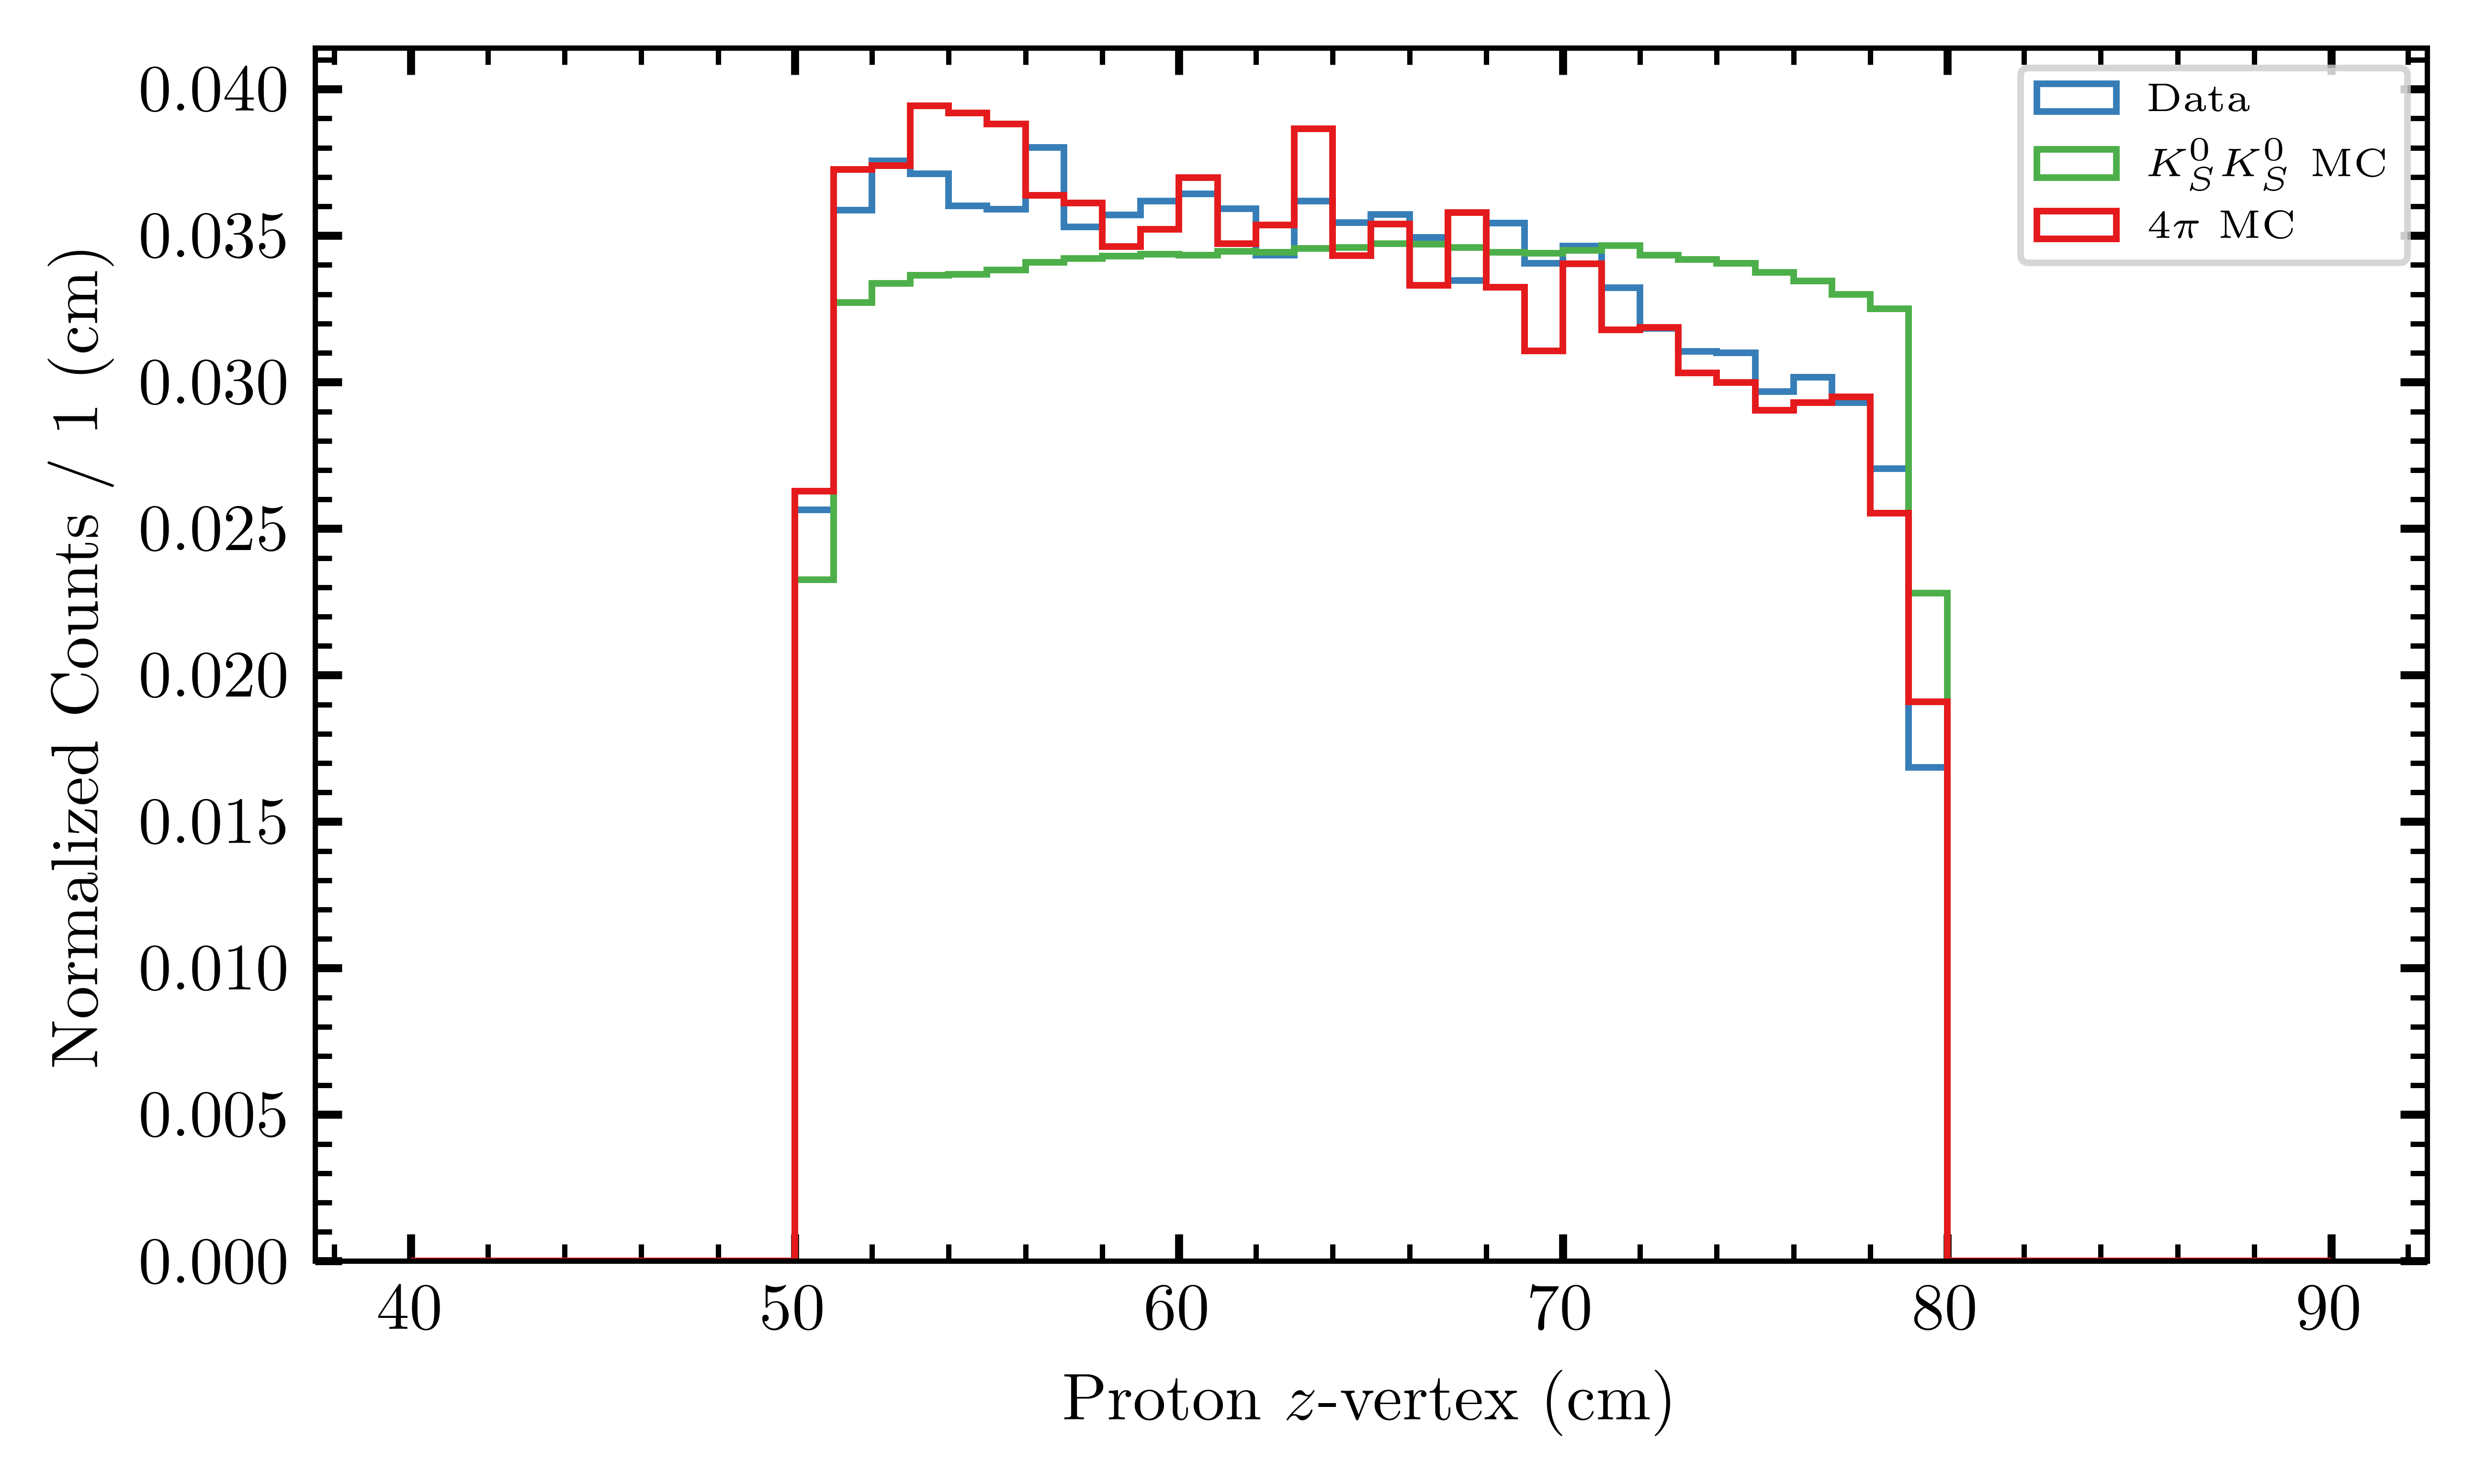 Normalized Counts / 1 (cm)
0.040
0.035
0.030
0.025
0.020
0.015
0.010
0.005
0.000
Data
$K_S^0 K_S^0$ MC
4π MC
40 50 60 70 80 90
Proton z-vertex (cm)